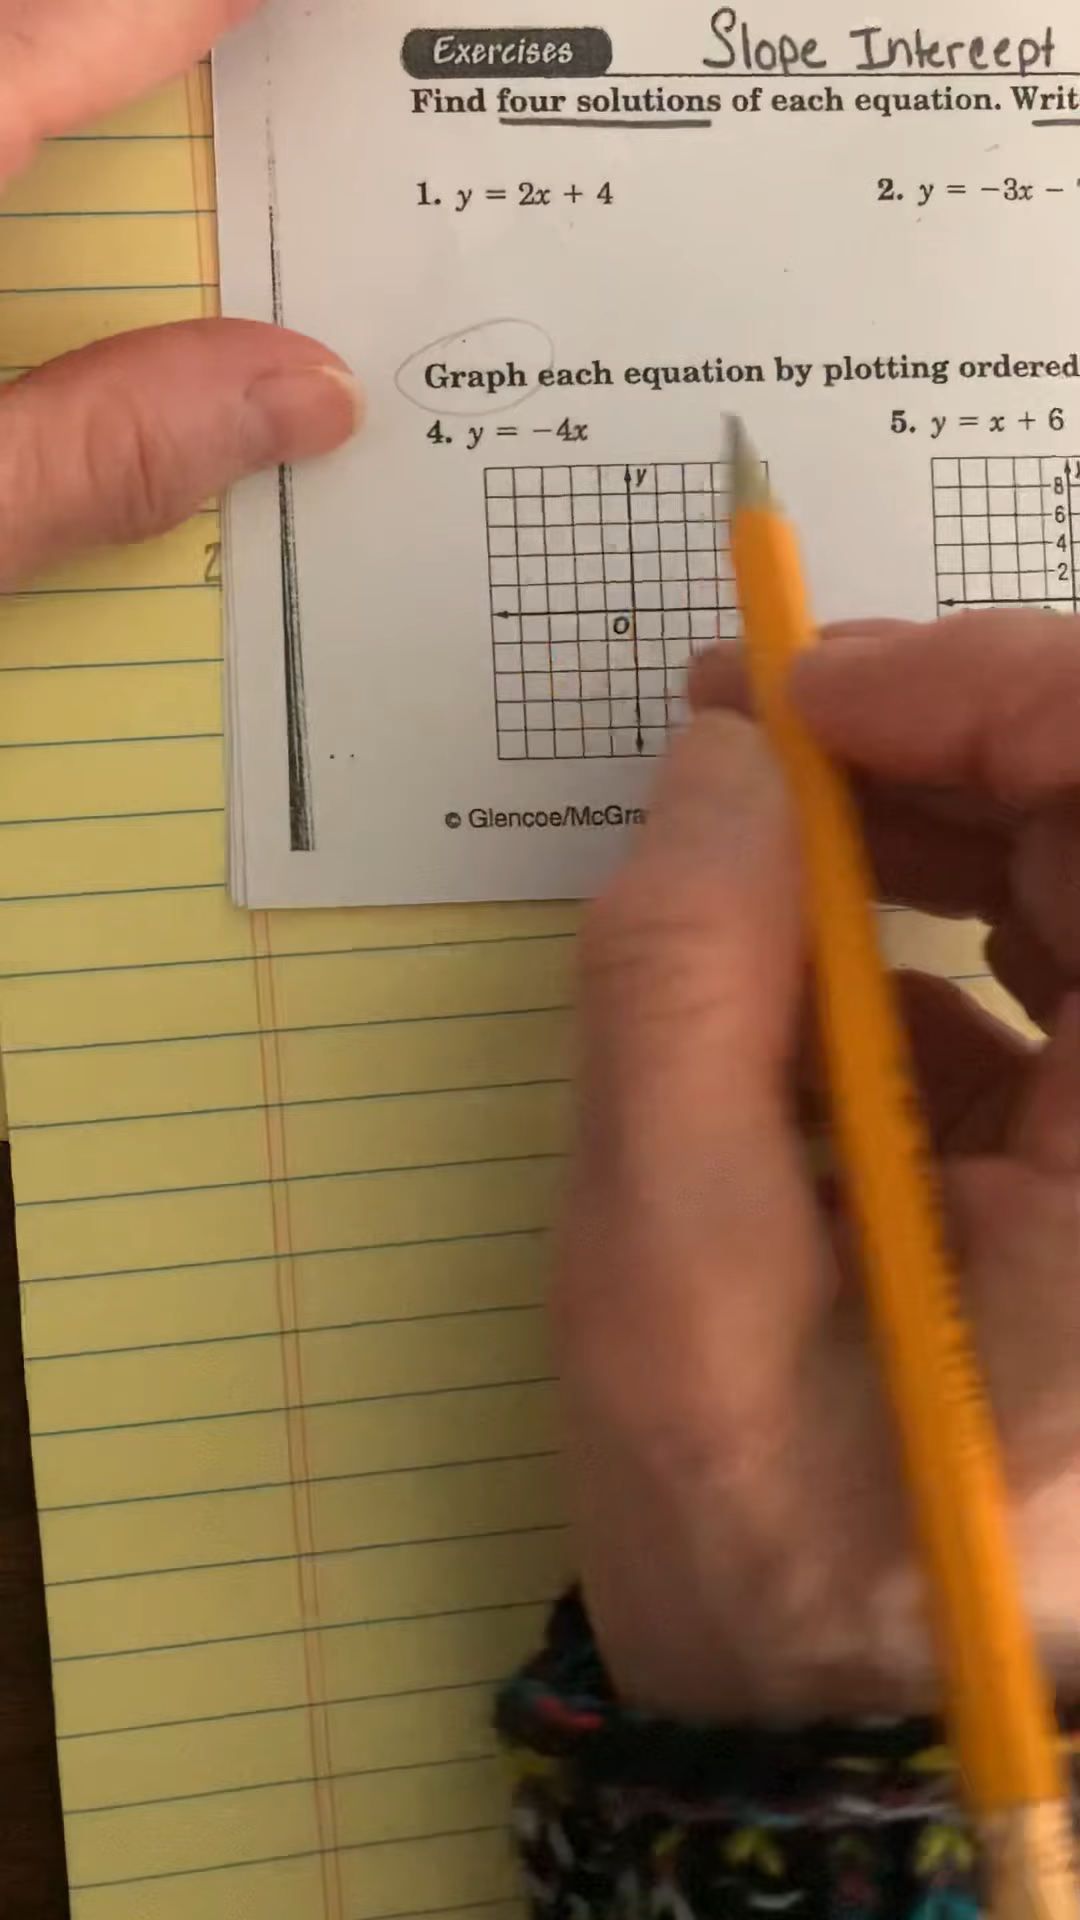 Exercises
Slope Intercept
Find four solutions of each equation. Writ
1. y = 2x + 4
2. y = −3x −
Graph each equation by plotting ordered
4. y = −4x
5. y = x + 6
y
O
8
6
4
2
2
© Glencoe/McGra